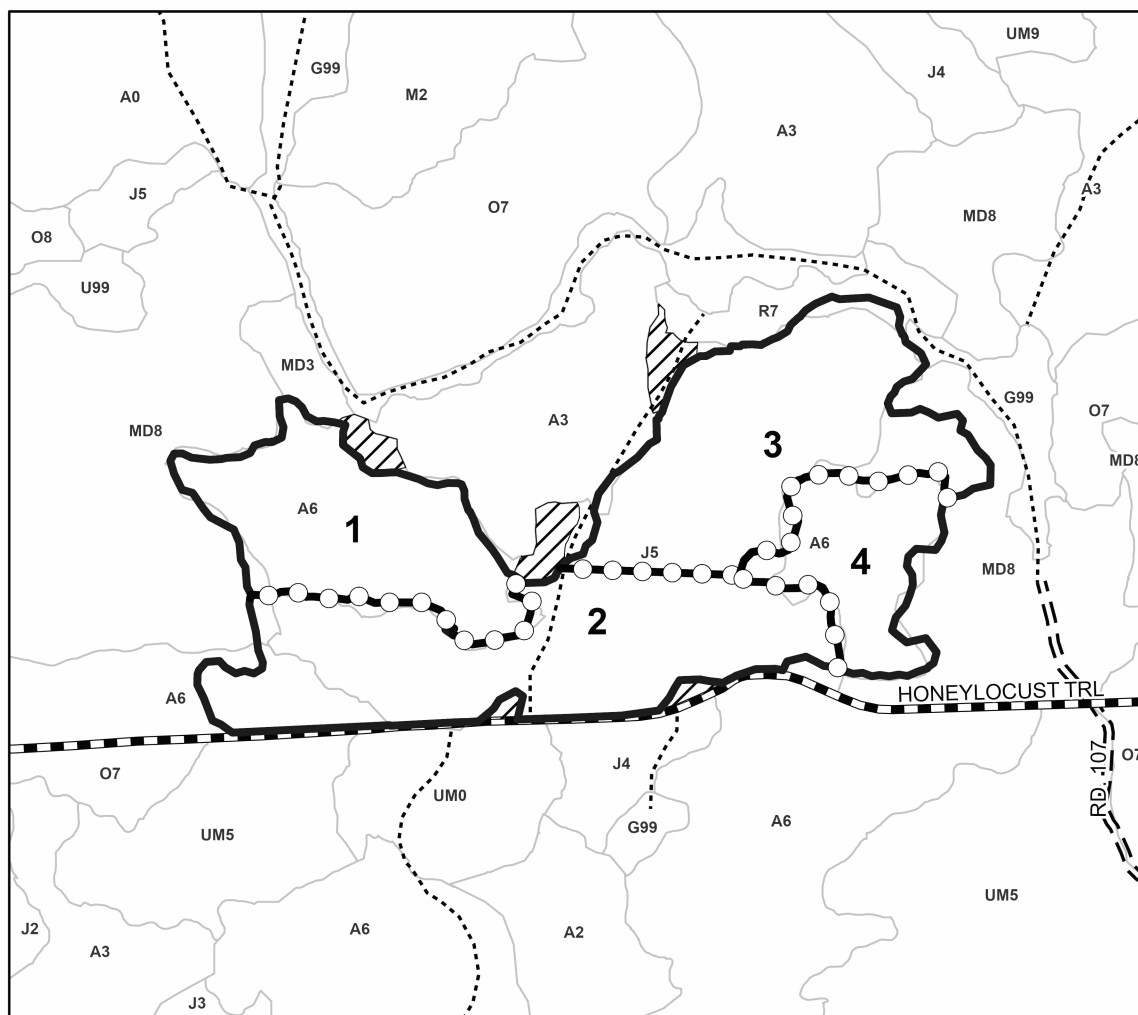 UM9
G99
J4
M2
A0
A3
A3
J5
O7
MD8
O8
U99
R7
MD3
G99
A3
O7
MD8
3
MD8
A6
1
J5
A6
4
MD8
2
A6
HONEYLOCUST TRL
O7
J4
O7
UM0
RD. 107
G99
A6
UM5
UM5
J2
A6
A2
A3
J3